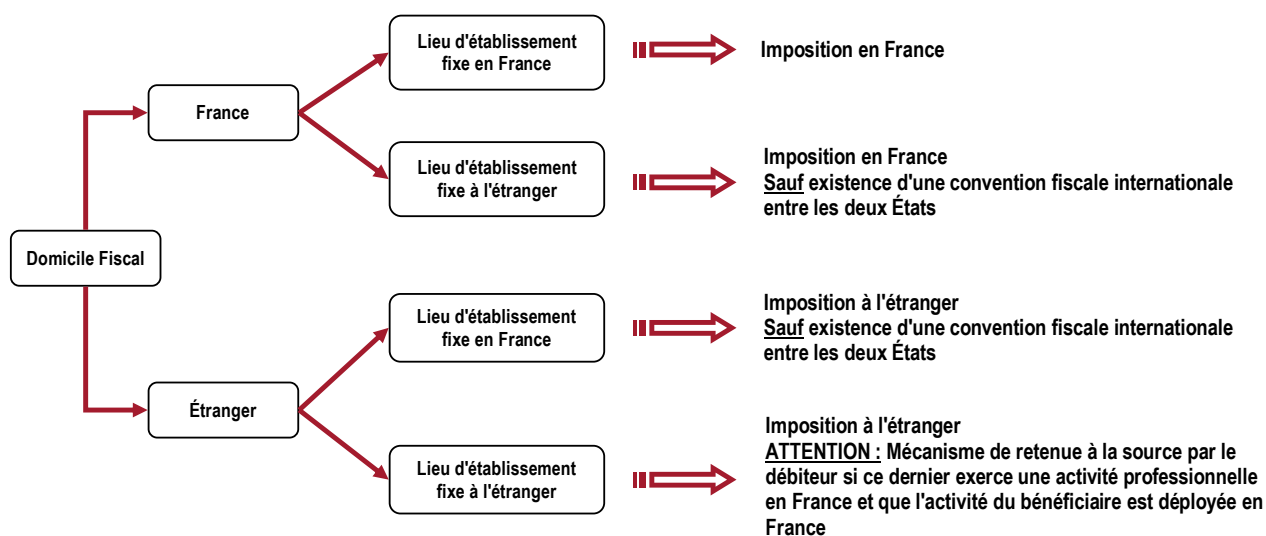 Lieu d'établissement
fixe en France
Imposition en France
France
Lieu d'établissement
fixe à l'étranger
Imposition en France
Sauf existence d'une convention fiscale internationale
entre les deux États
Domicile Fiscal
Lieu d'établissement
fixe en France
Imposition à l'étranger
Sauf existence d'une convention fiscale internationale
entre les deux États
Étranger
Lieu d'établissement
fixe à l'étranger
Imposition à l'étranger
ATTENTION : Mécanisme de retenue à la source par le
débiteur si ce dernier exerce une activité professionnelle
en France et que l'activité du bénéficiaire est déployée en
France